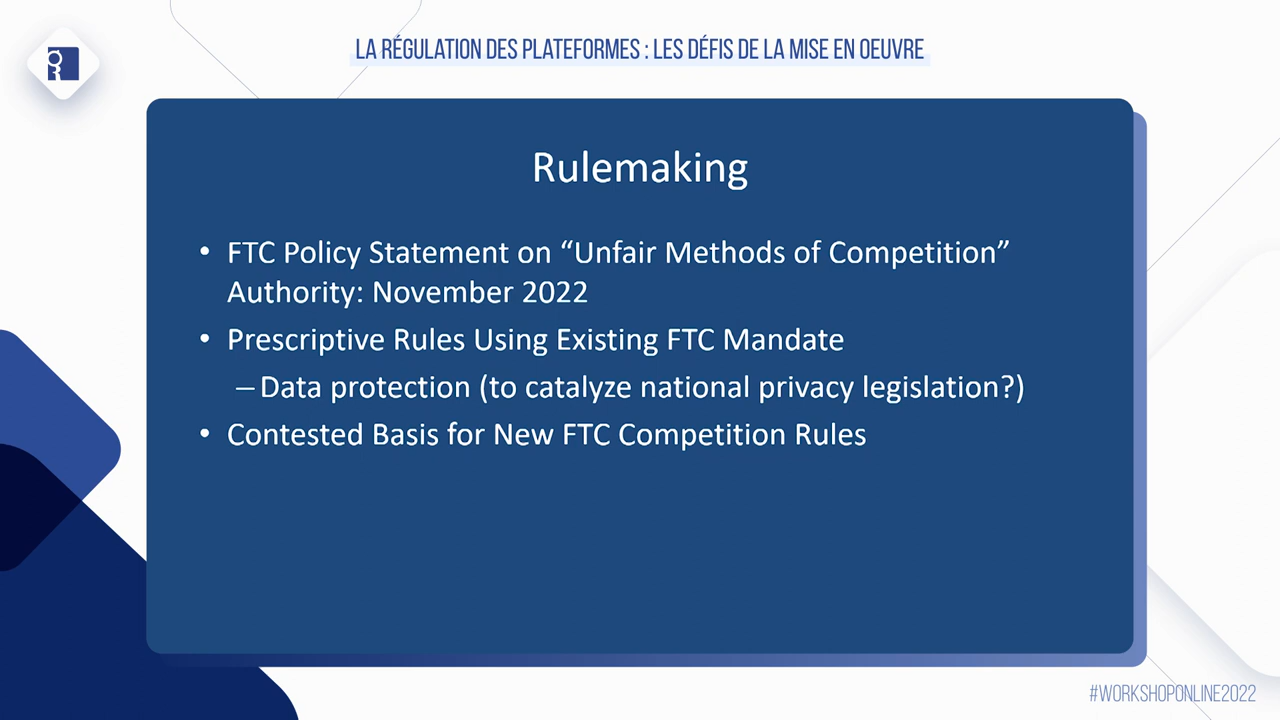 LA RÉGULATION DES PLATEFORMES : LES DÉFIS DE LA MISE EN OEUVRE
Rulemaking
• FTC Policy Statement on “Unfair Methods of Competition”
Authority: November 2022
• Prescriptive Rules Using Existing FTC Mandate
– Data protection (to catalyze national privacy legislation?)
• Contested Basis for New FTC Competition Rules
#WORKSHOPONLINE2022